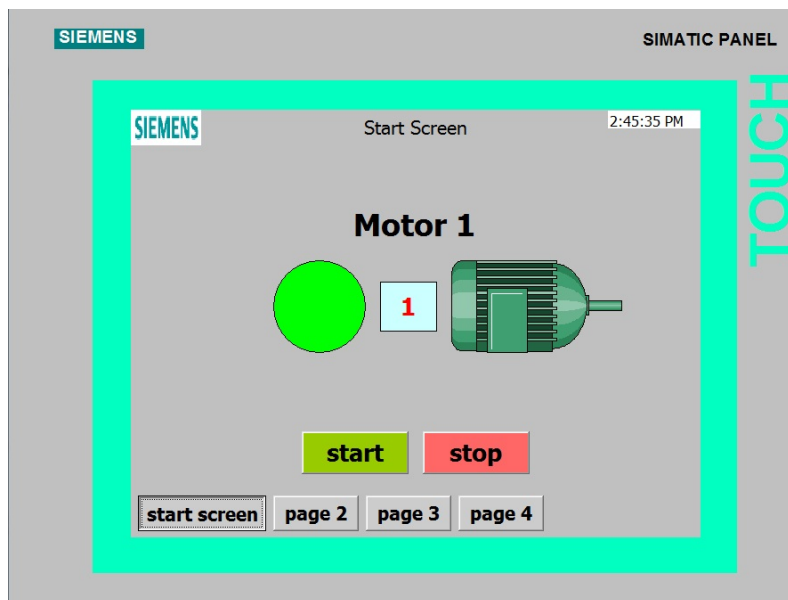 SIEMENS
SIMATIC PANEL
TOUCH
SIEMENS
Start Screen
2:45:35 PM
Motor 1
1
start
stop
start screen
page 2
page 3
page 4